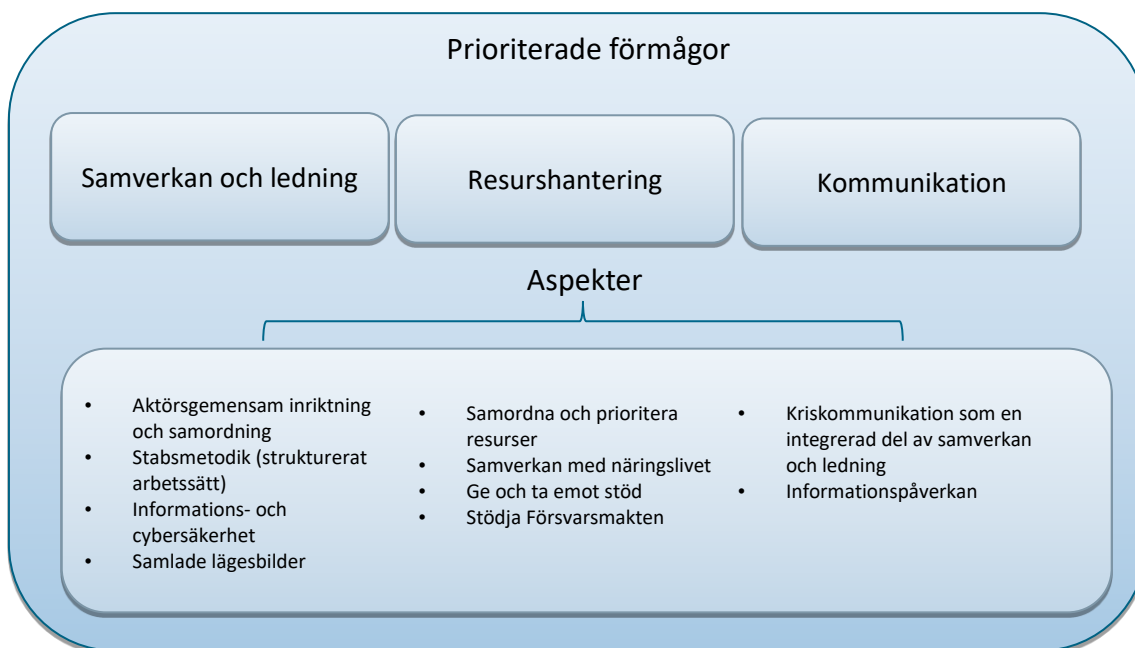 Prioriterade förmågor
Samverkan och ledning
Resurshantering
Kommunikation
Aspekter
• Aktörsgemensam inriktning
och samordning
• Stabsmetodik (strukturerat
arbetssätt)
• Informations- och
cybersäkerhet
• Samlade lägesbilder
• Samordna och prioritera
resurser
• Samverkan med näringslivet
• Ge och ta emot stöd
• Stödja Försvarsmakten
• Kriskommunikation som en
integrerad del av samverkan
och ledning
• Informationspåverkan